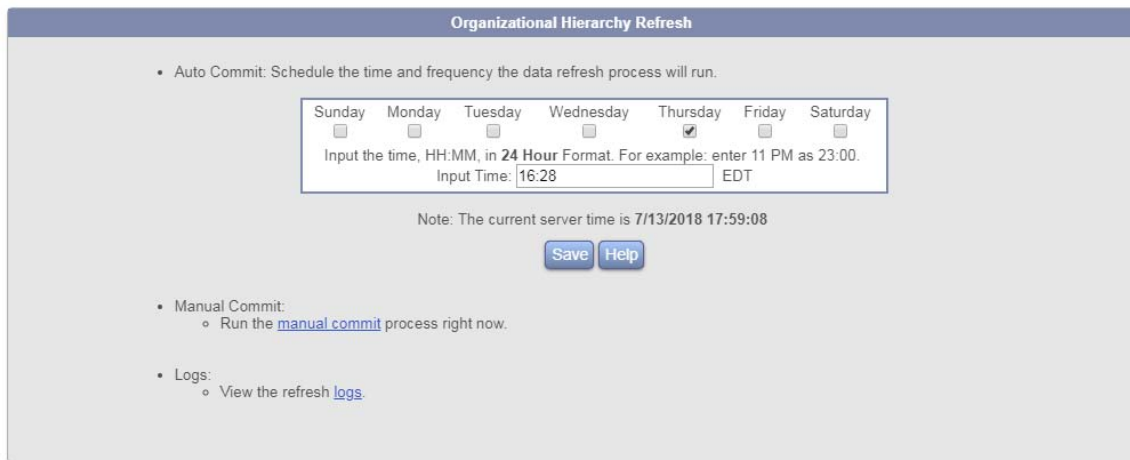 Organizational Hierarchy Refresh
Auto Commit: Schedule the time and frequency the data refresh process will run.
Sunday Monday Tuesday Wednesday Thursday Friday Saturday
Input the time, HH:MM, in 24 Hour Format. For example: enter 11 PM as 23:00.
Input Time: 16:28 EDT
Note: The current server time is 7/13/2018 17:59:08
Save Help
Manual Commit:
Run the manual commit process right now.
Logs:
View the refresh logs.